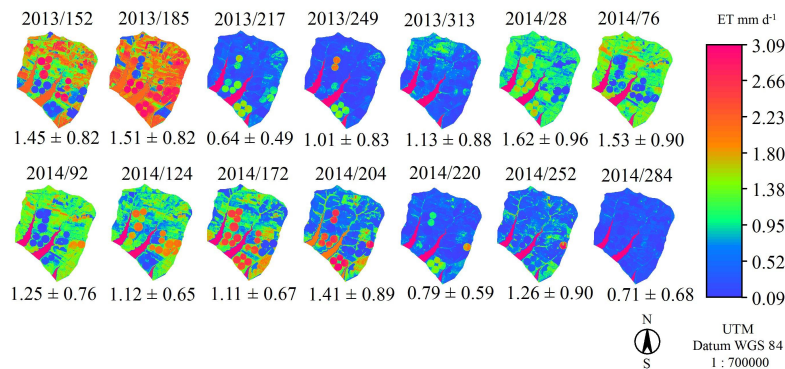 2013/152 2013/185 2013/217 2013/249 2013/313 2014/28 2014/76
1.45 ± 0.82 1.51 ± 0.82 0.64 ± 0.49 1.01 ± 0.83 1.13 ± 0.88 1.62 ± 0.96 1.53 ± 0.90
2014/92 2014/124 2014/172 2014/204 2014/220 2014/252 2014/284
1.25 ± 0.76 1.12 ± 0.65 1.11 ± 0.67 1.41 ± 0.89 0.79 ± 0.59 1.26 ± 0.90 0.71 ± 0.68
ET mm d⁻¹
3.09
2.66
2.23
1.80
1.38
0.95
0.52
0.09
N
S
UTM
Datum WGS 84
1 : 700000